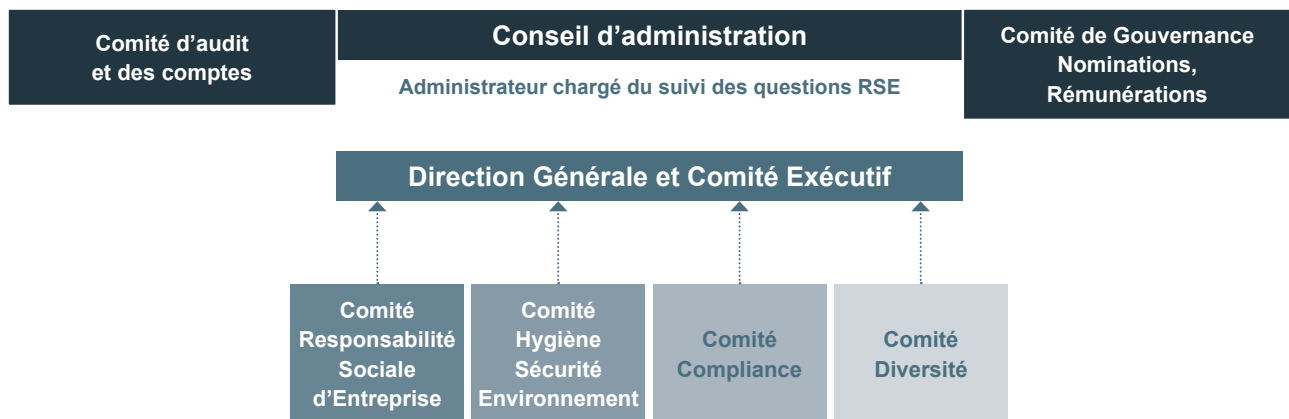 Comité d’audit
et des comptes
Conseil d’administration
Administrateur chargé du suivi des questions RSE
Comité de Gouvernance
Nominations,
Rémunérations
Direction Générale et Comité Exécutif
Comité
Responsabilité
Sociale
d’Entreprise
Comité
Hygiène
Sécurité
Environnement
Comité
Compliance
Comité
Diversité